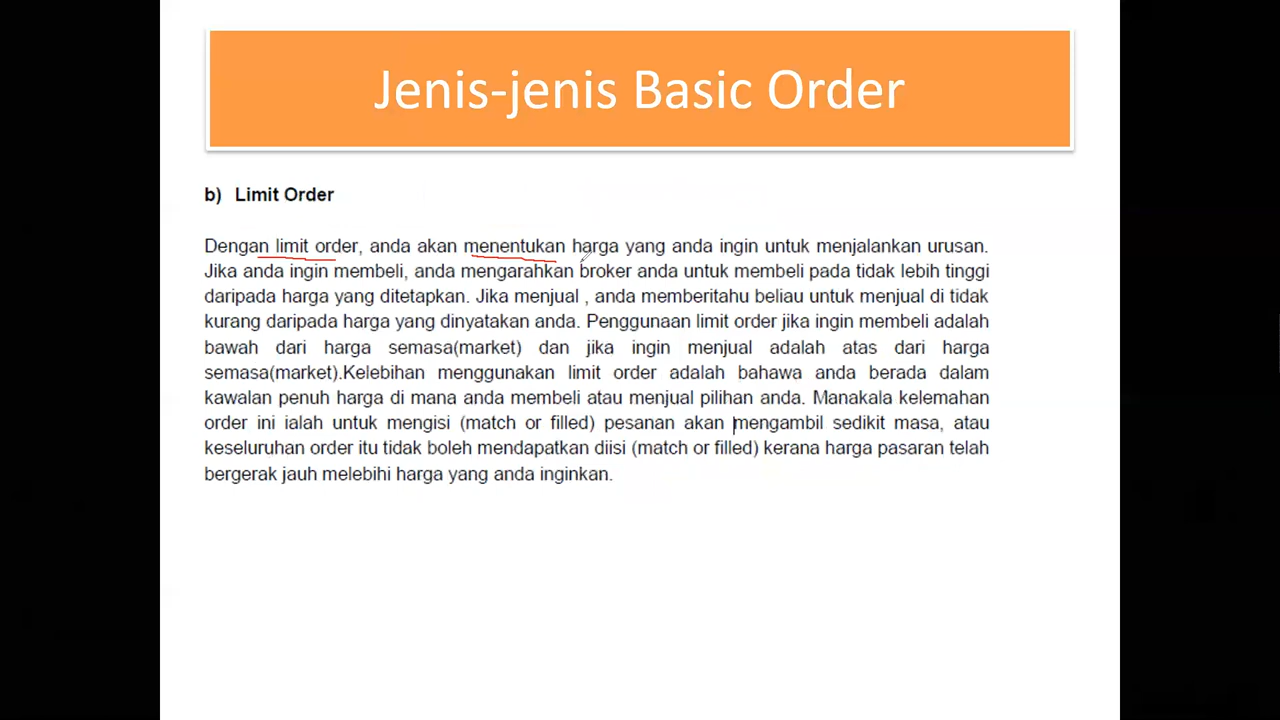 Jenis-jenis Basic Order
b) Limit Order
Dengan limit order, anda akan menentukan harga yang anda ingin untuk menjalankan urusan.
Jika anda ingin membeli, anda mengarahkan broker anda untuk membeli pada tidak lebih tinggi
daripada harga yang ditetapkan. Jika menjual , anda memberitahu beliau untuk menjual di tidak
kurang daripada harga yang dinyatakan anda. Penggunaan limit order jika ingin membeli adalah
bawah dari harga semasa(market) dan jika ingin menjual adalah atas dari harga
semasa(market).Kelebihan menggunakan limit order adalah bahawa anda berada dalam
kawalan penuh harga di mana anda membeli atau menjual pilihan anda. Manakala kelemahan
order ini ialah untuk mengisi (match or filled) pesanan akan mengambil sedikit masa, atau
keseluruhan order itu tidak boleh mendapatkan diisi (match or filled) kerana harga pasaran telah
bergerak jauh melebihi harga yang anda inginkan.